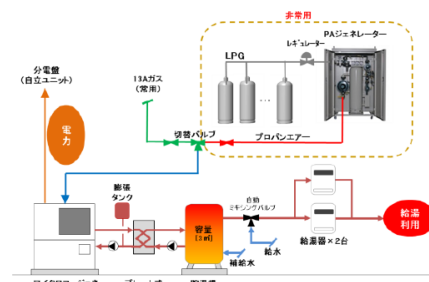 非常用
PAジェネレーター
レギュレーター
LPG
分電盤
(自立ユニット)
13Aガス
(常用)
・・・
切替バルブ
プロパンエアー
電
力
膨張
タンク
自動
ミキシングバルブ
容量
給湯
利用
給湯器×2台
給水
補給水